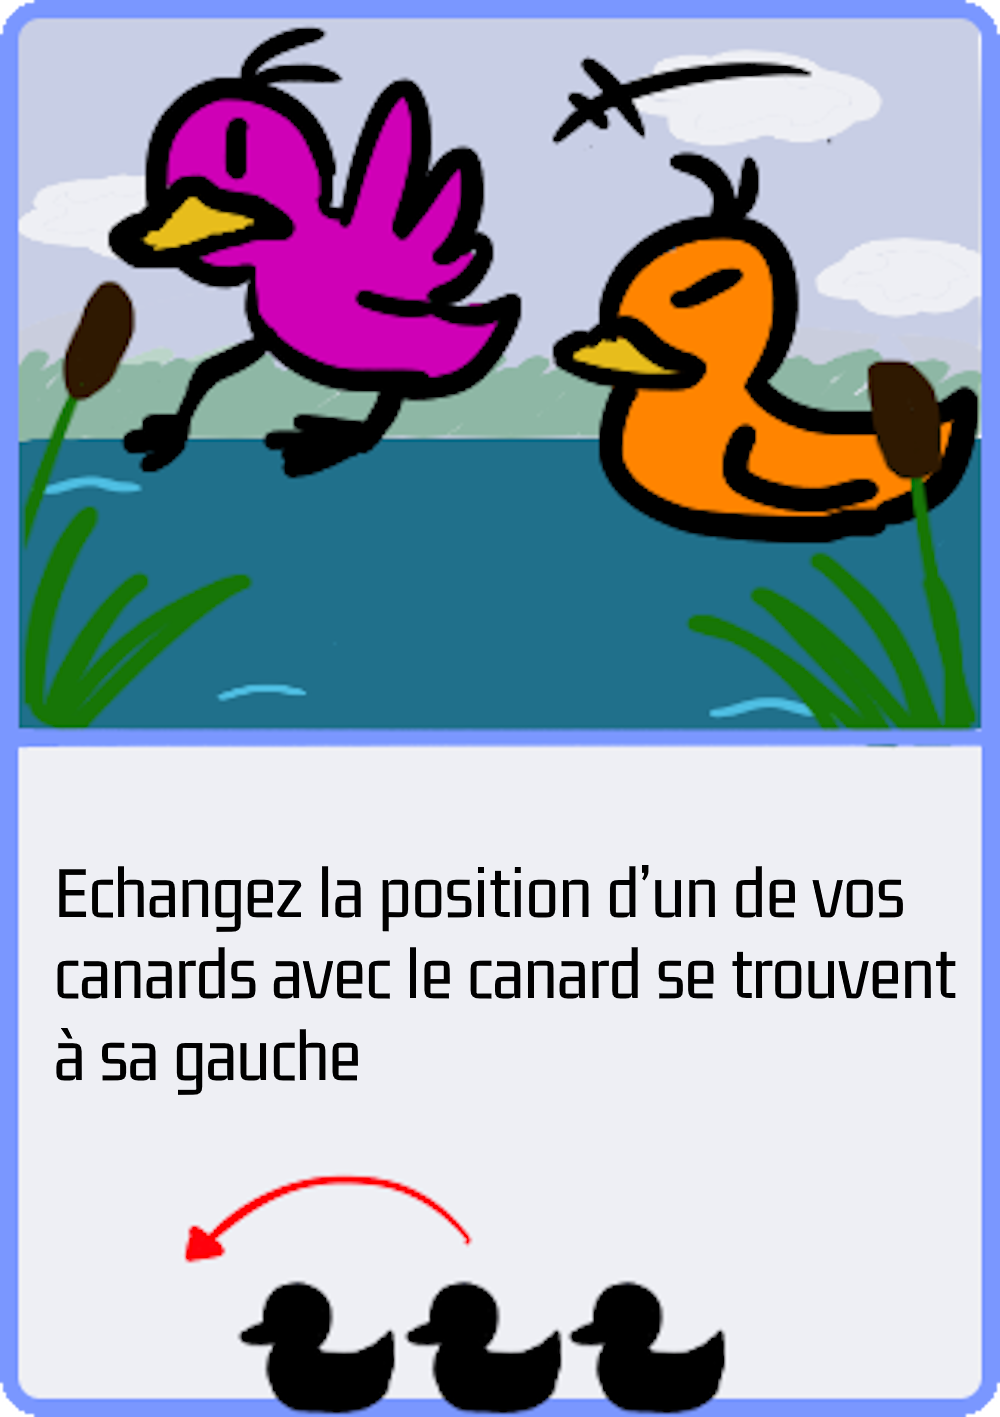 Echangez la position d’un de vos
canards avec le canard se trouvent
à sa gauche